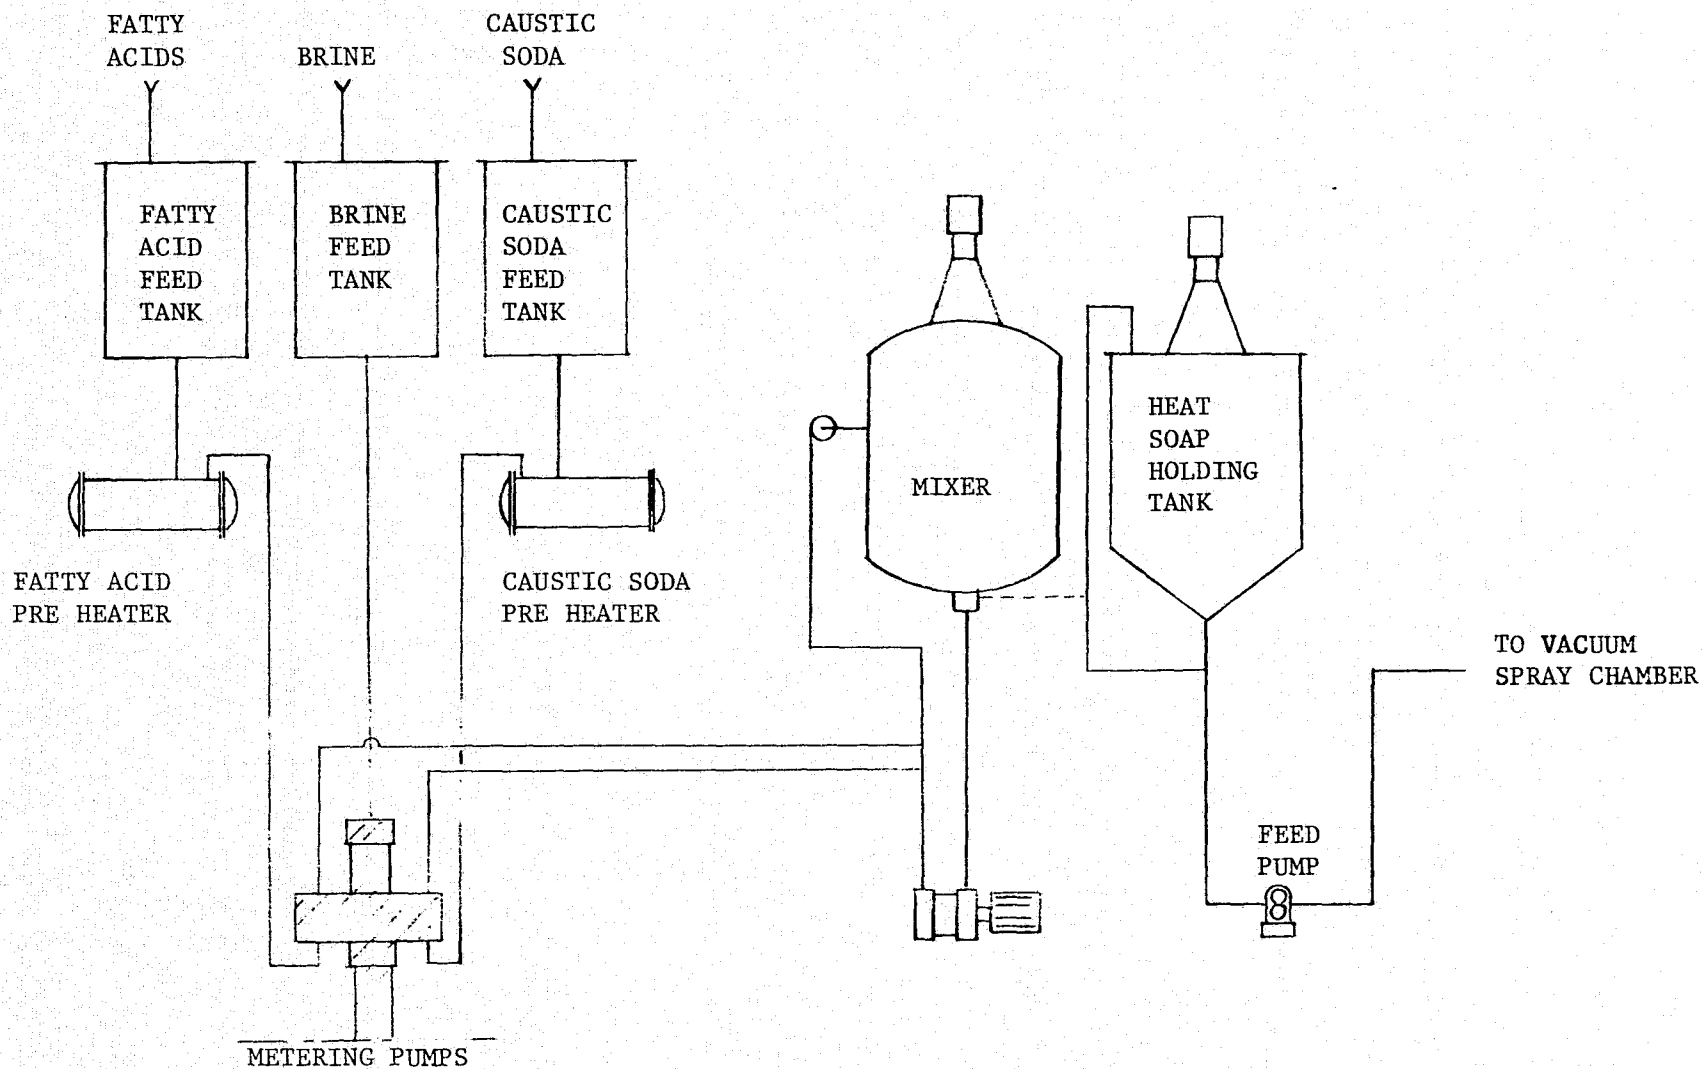 FATTY
ACIDS
BRINE
CAUSTIC
SODA
FATTY
ACID
FEED
TANK
BRINE
FEED
TANK
CAUSTIC
SODA
FEED
TANK
FATTY ACID
PRE HEATER
CAUSTIC SODA
PRE HEATER
MIXER
HEAT
SOAP
HOLDING
TANK
TO VACUUM
SPRAY CHAMBER
FEED
PUMP
METERING PUMPS